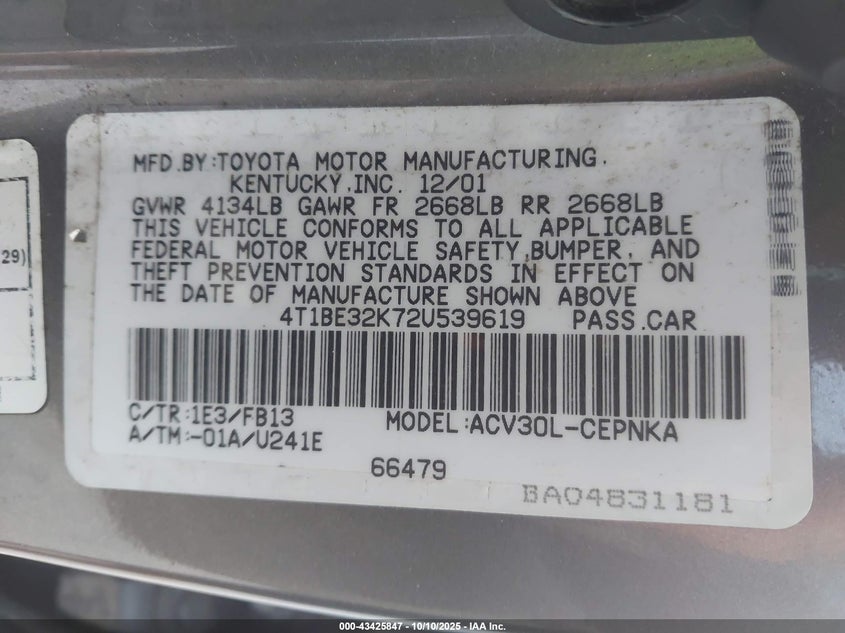 MFD.BY:TOYOTA MOTOR MANUFACTURING,
KENTUCKY,INC. 12/01
GVWR 4134LB GAWR FR 2668LB RR 2668LB
THIS VEHICLE CONFORMS TO ALL APPLICABLE
FEDERAL MOTOR VEHICLE SAFETY,BUMPER, AND
THEFT PREVENTION STANDARDS IN EFFECT ON
THE DATE OF MANUFACTURE SHOWN ABOVE
4T1BE32K72U539619 PASS.CAR
C/TR:1E3/FB13 MODEL:ACV30L-CEPNKA
A/TM:-01A/U241E
66479
BA04831181
29)
000-43425847 - 10/10/2025 - IAA Inc.